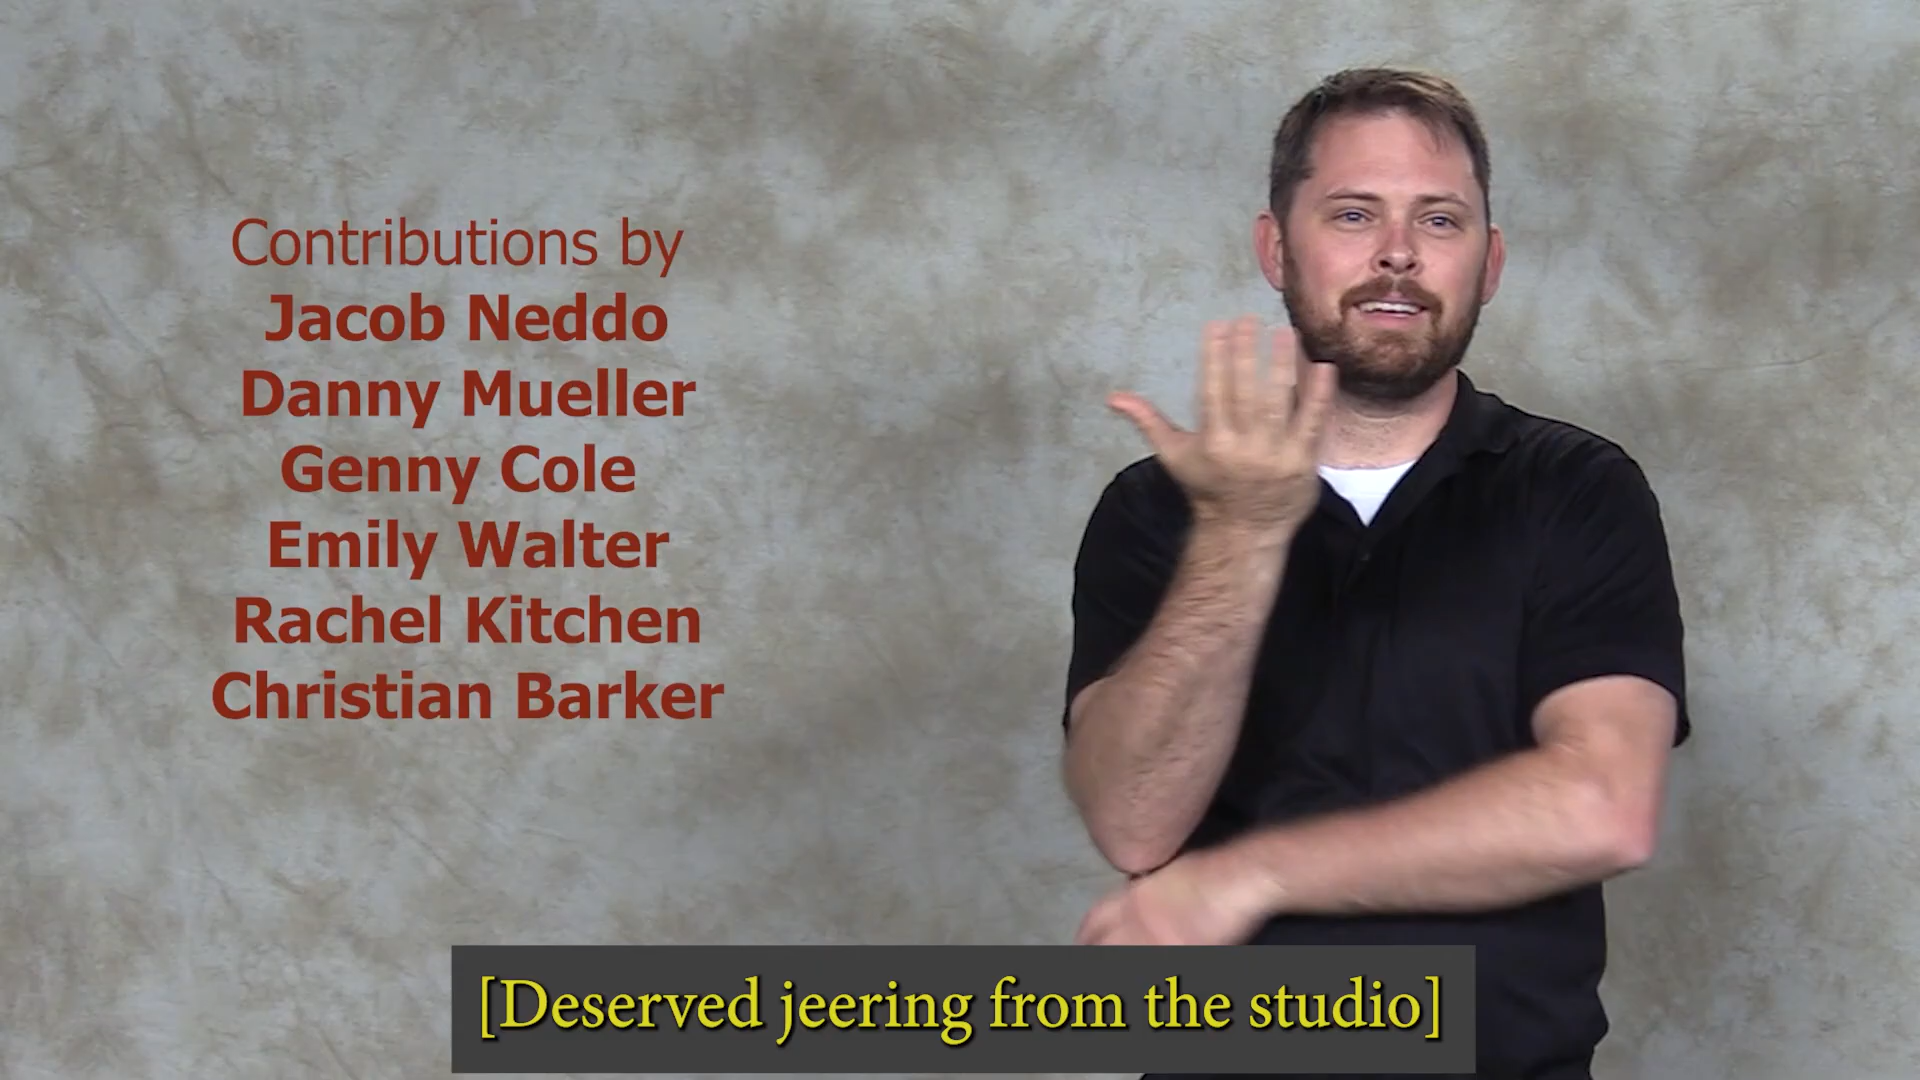 Contributions by
Jacob Neddo
Danny Mueller
Genny Cole
Emily Walter
Rachel Kitchen
Christian Barker
[Deserved jeering from the studio]